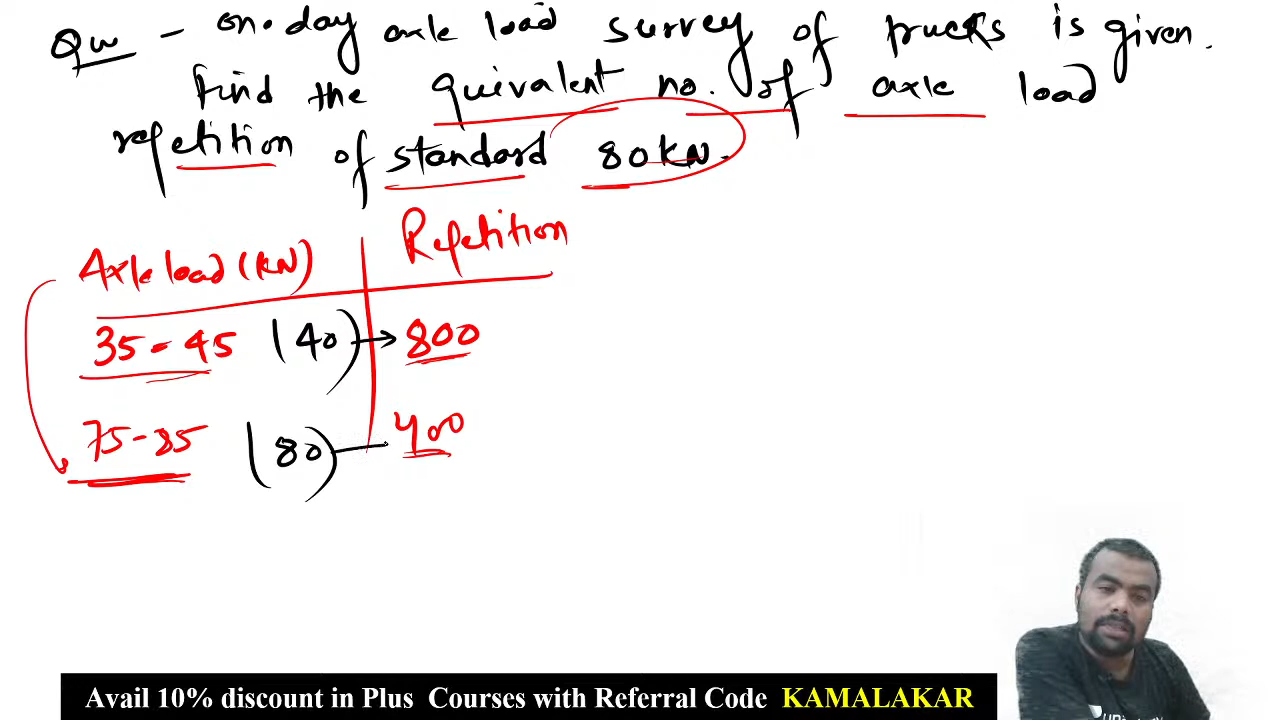 Qu - on.day axle load survey of trucks is given.
find the equivalent no. of axle load
repetition of standard 80KN.
Axle load (kN) Repetition
35-45 (40) → 800
75-85 (80) - 400
Avail 10% discount in Plus Courses with Referral Code KAMALAKAR